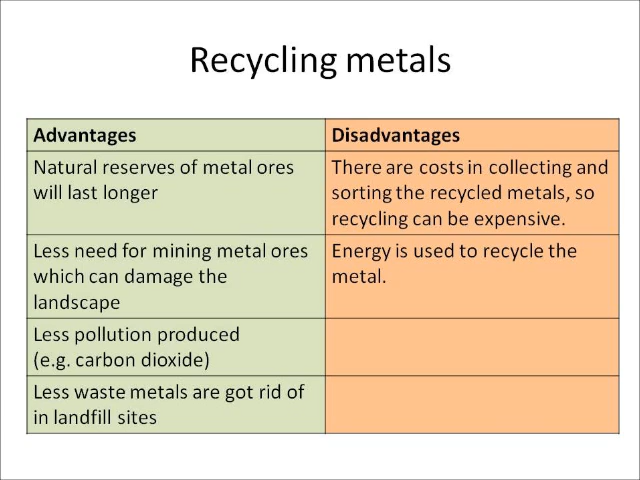 Recycling metals
Advantages
Disadvantages
Natural reserves of metal ores
will last longer
There are costs in collecting and
sorting the recycled metals, so
recycling can be expensive.
Less need for mining metal ores
which can damage the
landscape
Energy is used to recycle the
metal.
Less pollution produced
(e.g. carbon dioxide)
Less waste metals are got rid of
in landfill sites